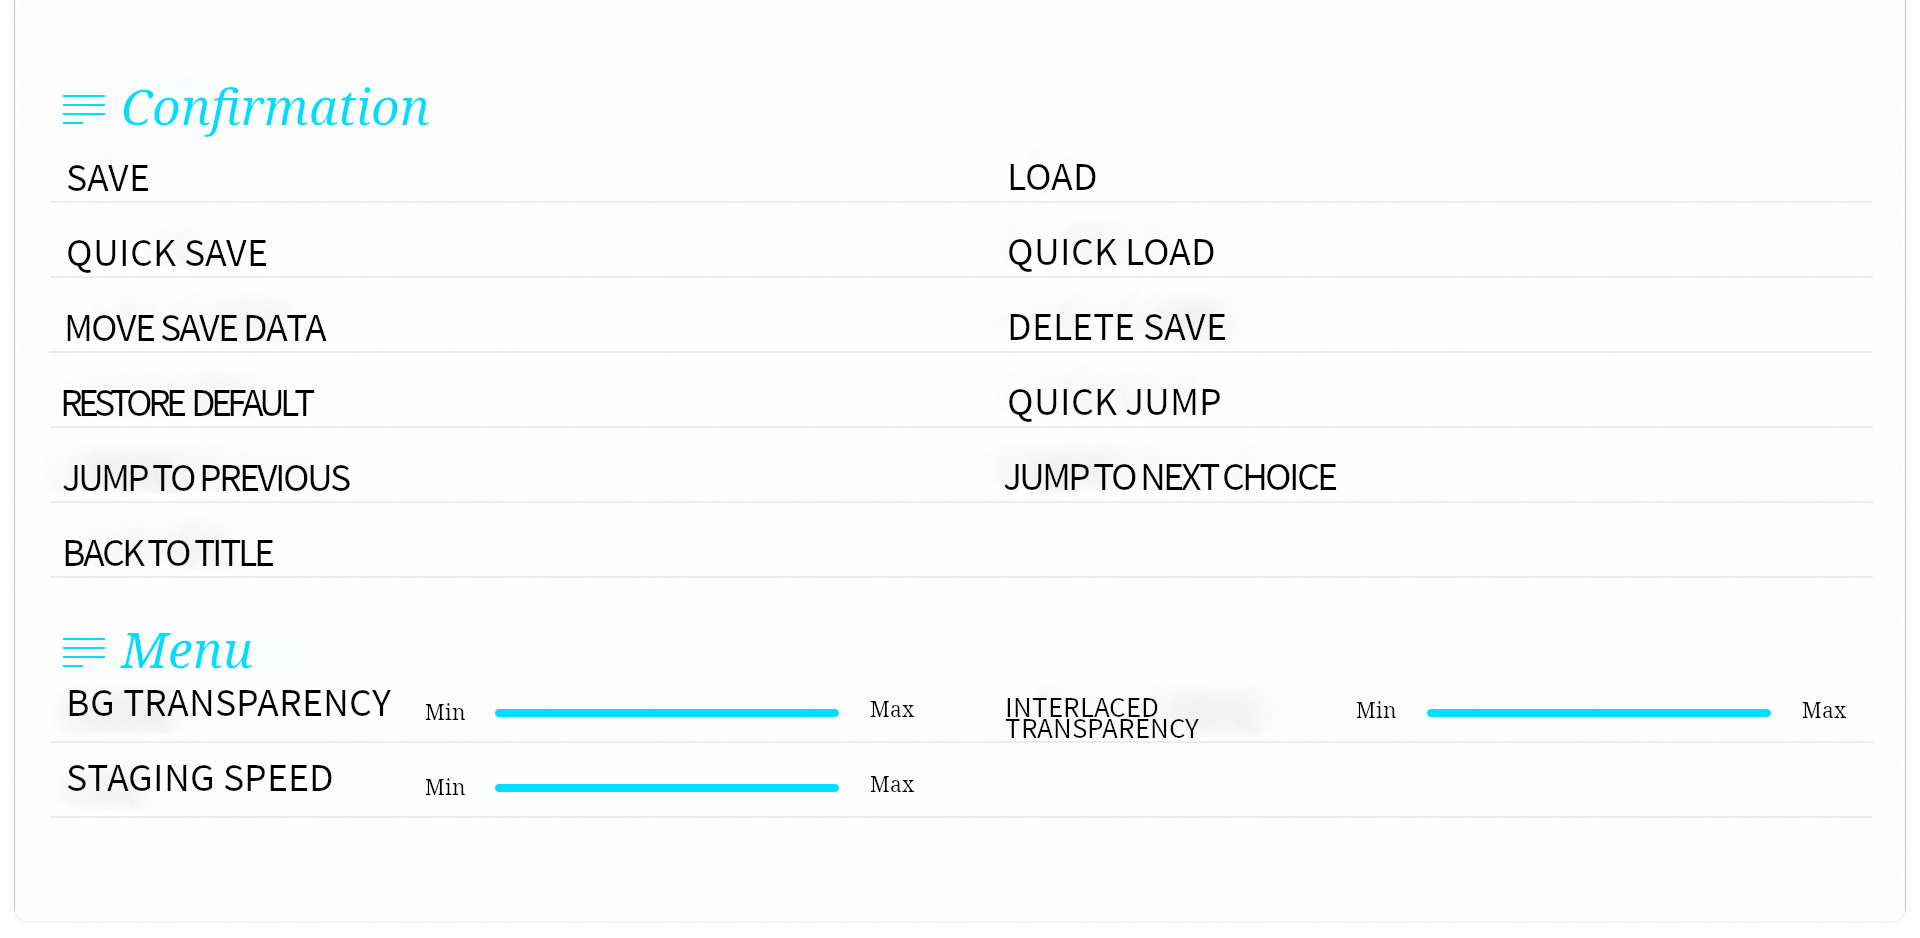 Confirmation
SAVE
LOAD
QUICK SAVE
QUICK LOAD
MOVE SAVE DATA
DELETE SAVE
RESTORE DEFAULT
QUICK JUMP
JUMP TO PREVIOUS
JUMP TO NEXT CHOICE
BACK TO TITLE
Menu
BG TRANSPARENCY Min Max
INTERLACED
TRANSPARENCY Min Max
STAGING SPEED Min Max